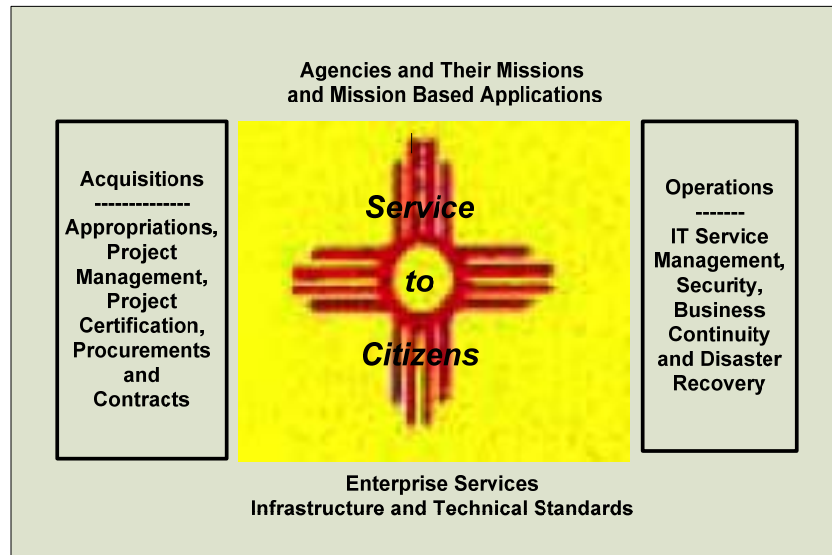 Agencies and Their Missions
and Mission Based Applications
Acquisitions
--------------
Appropriations,
Project
Management,
Project
Certification,
Procurements
and
Contracts
Service
to
Citizens
Operations
-------
IT Service
Management,
Security,
Business
Continuity
and Disaster
Recovery
Enterprise Services
Infrastructure and Technical Standards